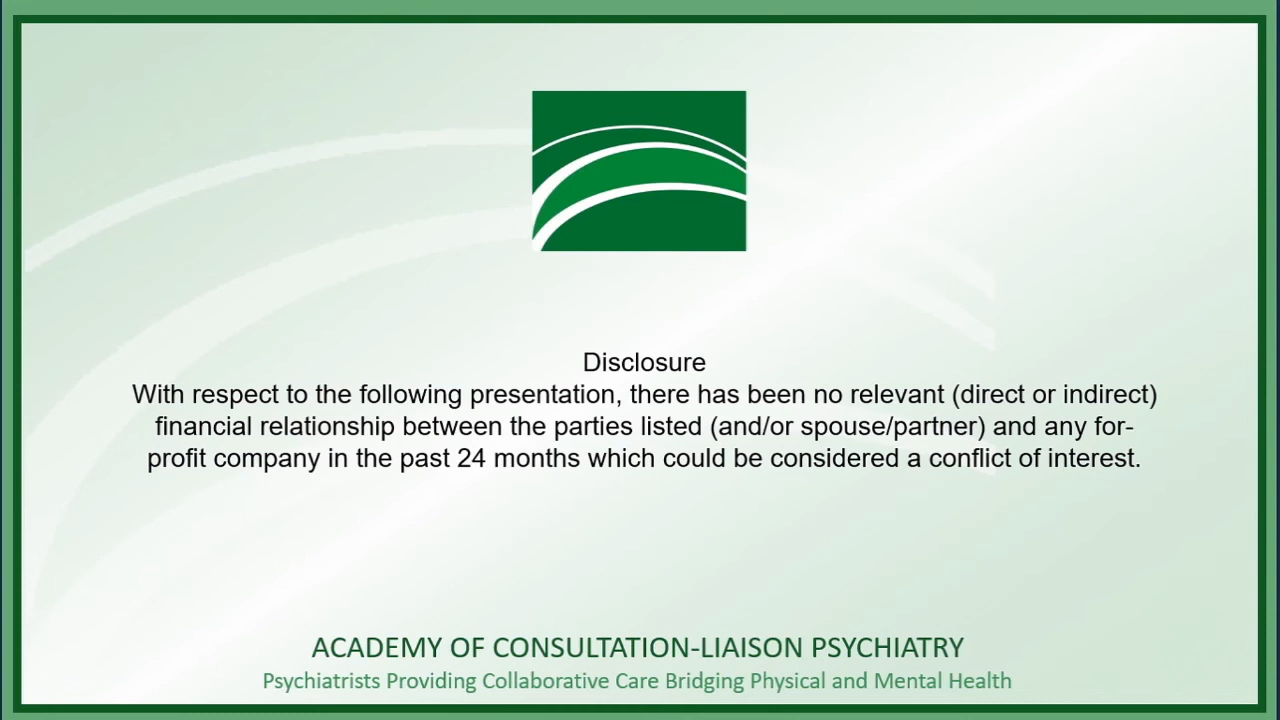 Disclosure
With respect to the following presentation, there has been no relevant (direct or indirect)
financial relationship between the parties listed (and/or spouse/partner) and any for-
profit company in the past 24 months which could be considered a conflict of interest.
ACADEMY OF CONSULTATION-LIAISON PSYCHIATRY
Psychiatrists Providing Collaborative Care Bridging Physical and Mental Health